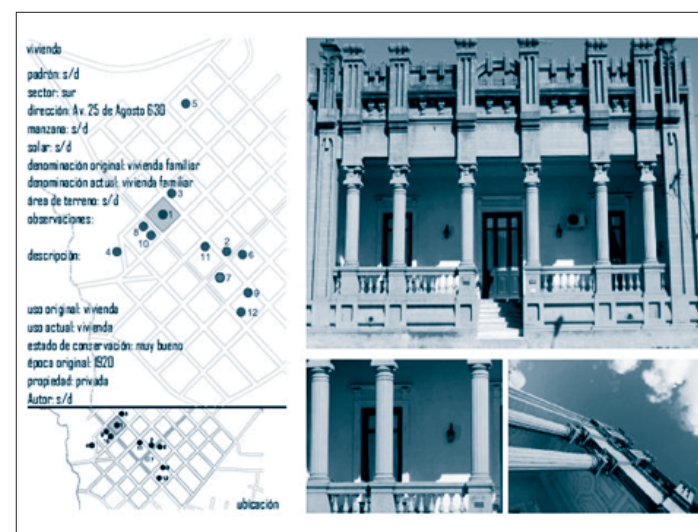 vivienda
padrón: s/d
sector: sur
dirección: Av. 25 de Agosto 630
manzana: s/d
solar: s/d
denominación original: vivienda familiar
denominación actual: vivienda familiar
área de terreno: s/d
observaciones:
descripción:
uso original: vivienda
uso actual: vivienda
estado de conservación: muy bueno
época original: 1920
propiedad: privada
Autor: s/d
5
3
1
8
10
4
11
2
6
7
9
12
ubicación